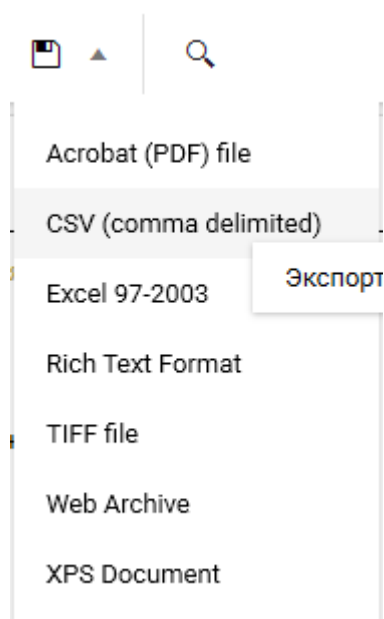 Acrobat (PDF) file
CSV (comma delimited)
Экспорт
Excel 97-2003
Rich Text Format
TIFF file
Web Archive
XPS Document